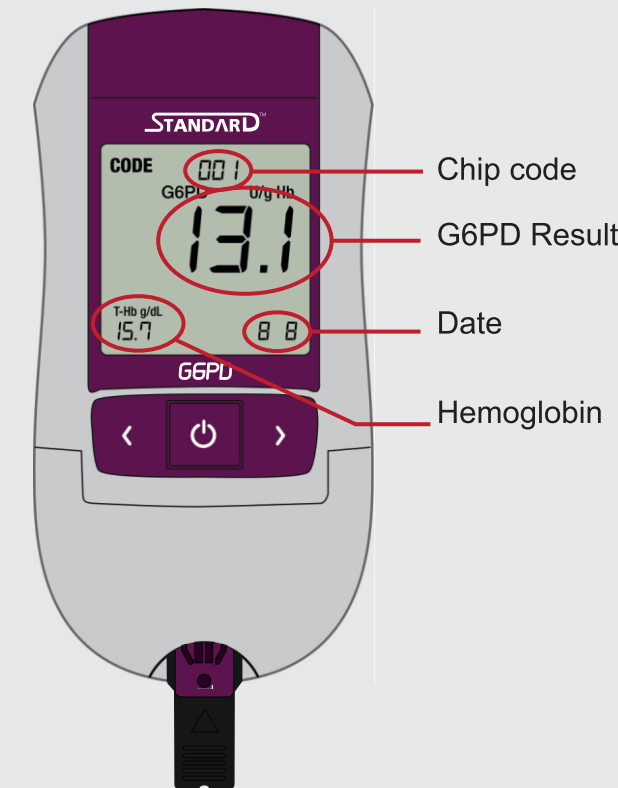 STANDARD™
CODE 001
G6PD U/g Hb
13.1
T-Hb g/dL
15.7
8 8
G6PD
Chip code
G6PD Result
Date
Hemoglobin